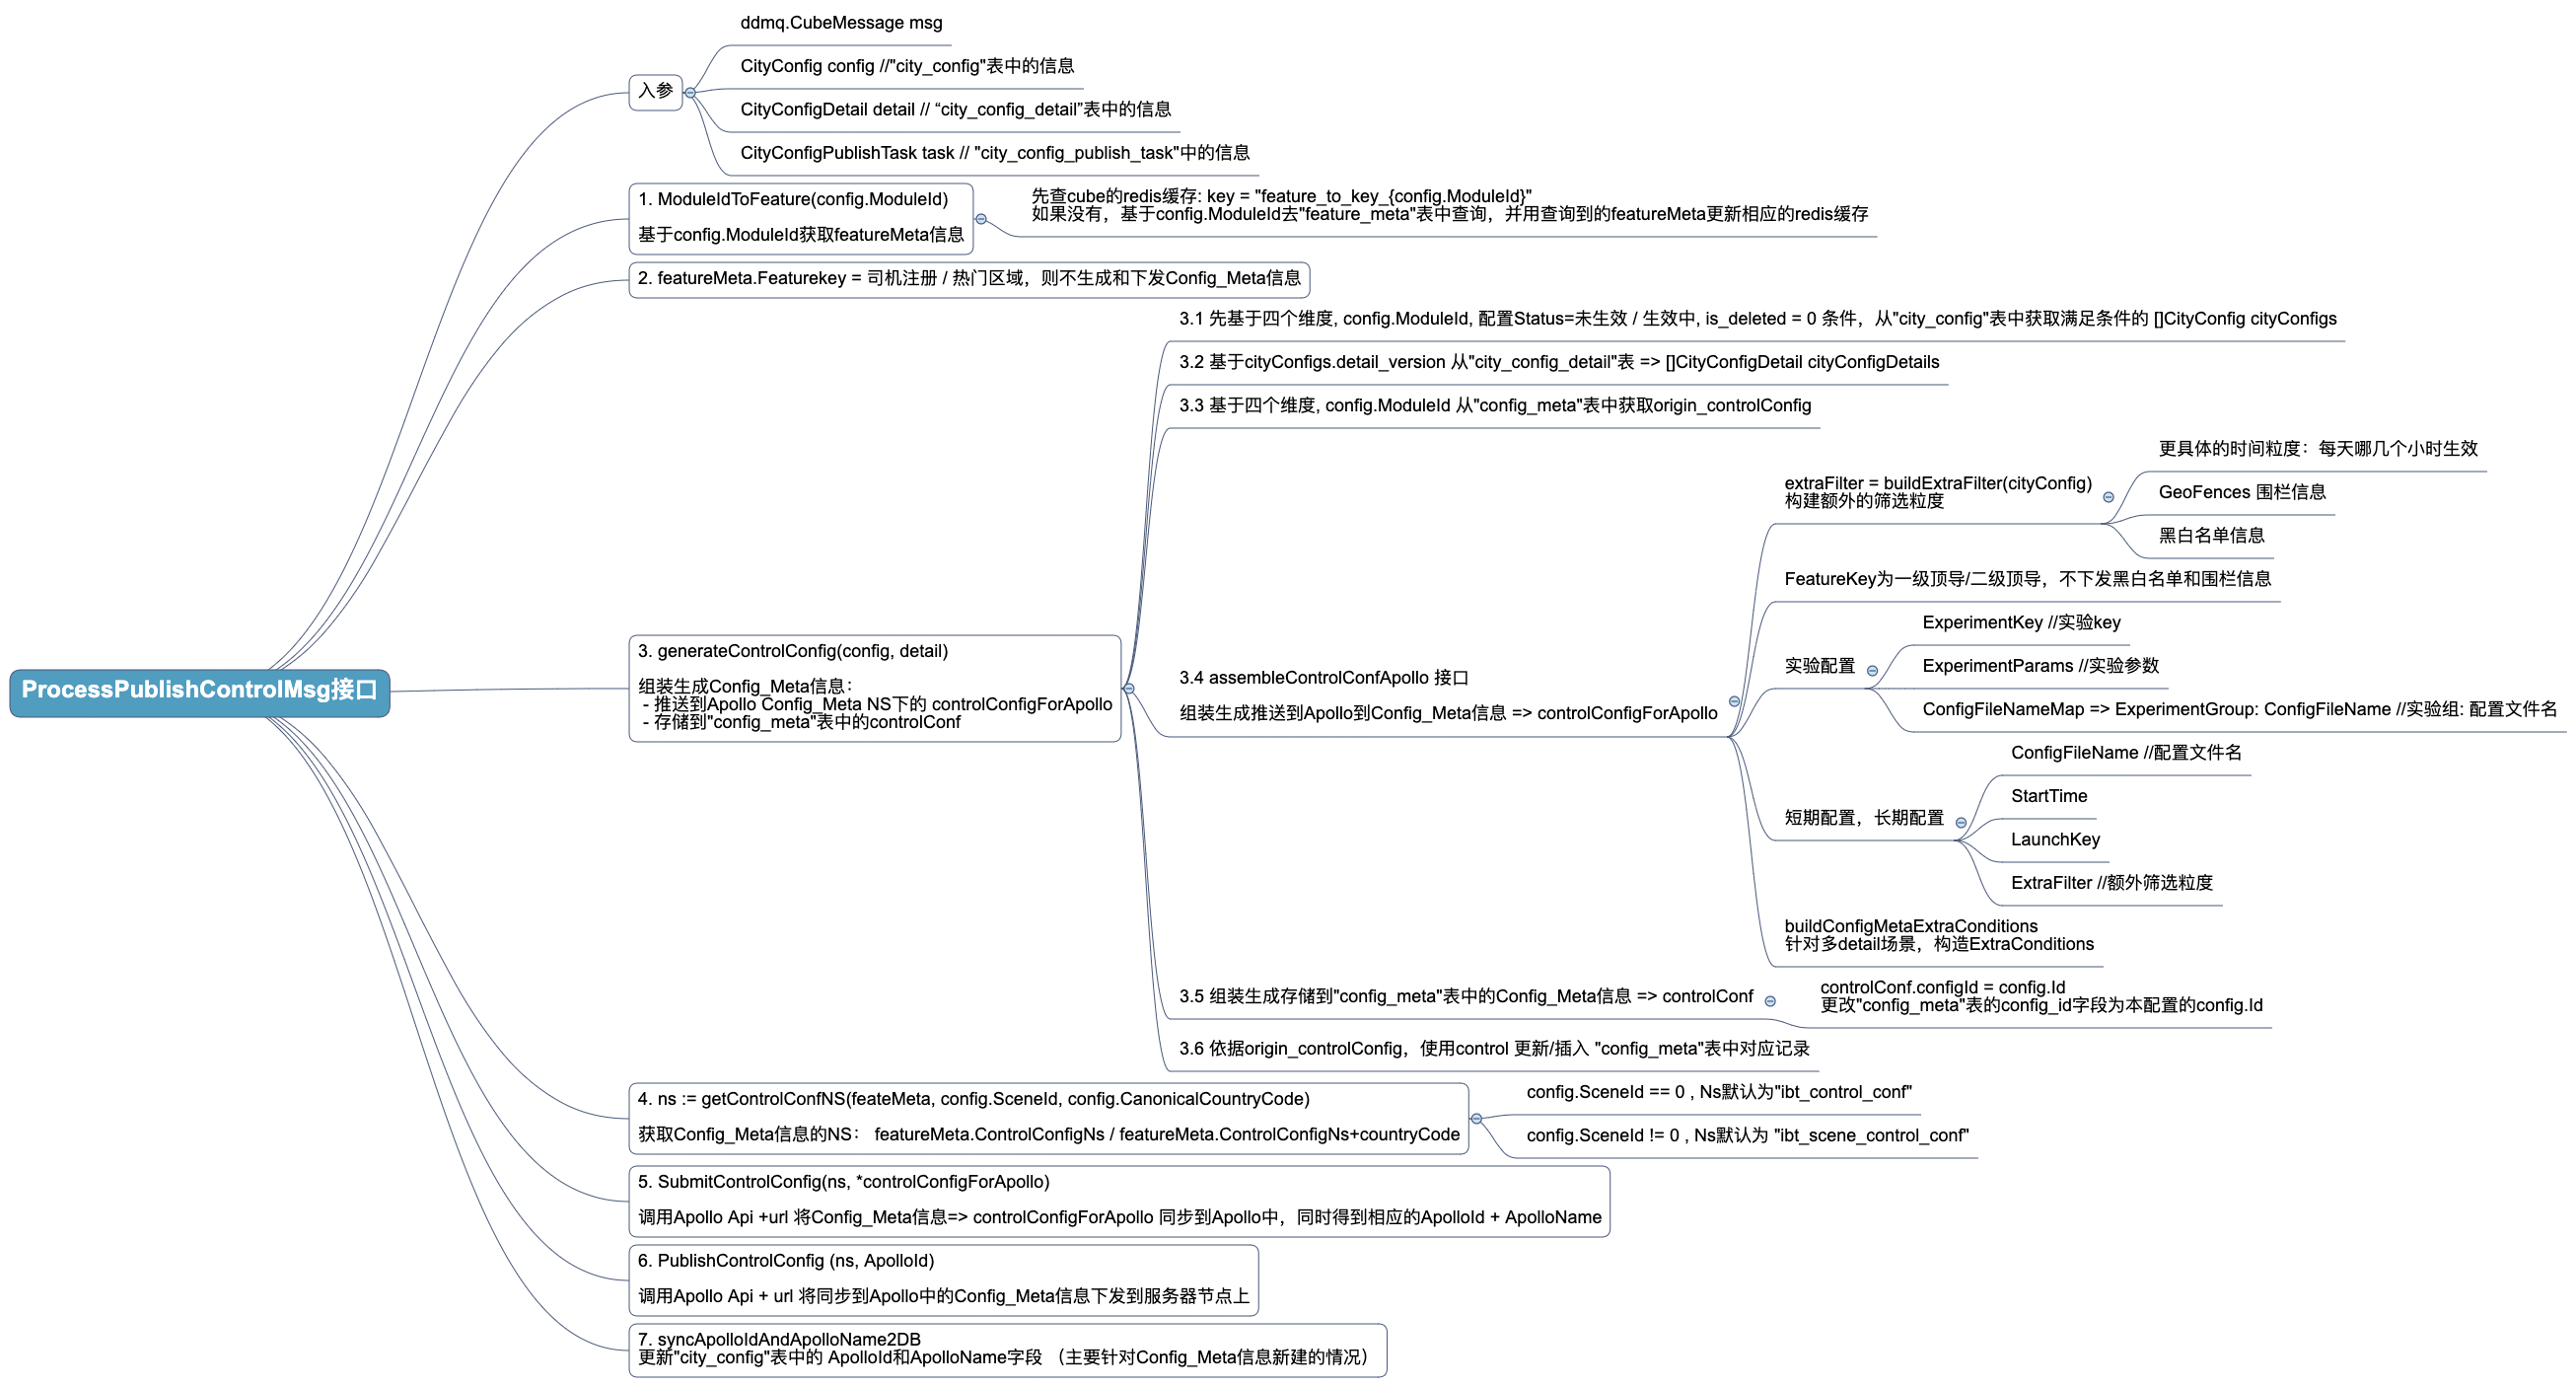 ProcessPublishControlMsg接口
入参
ddmq.CubeMessage msg
CityConfig config //"city_config"表中的信息
CityConfigDetail detail // “city_config_detail”表中的信息
CityConfigPublishTask task // "city_config_publish_task"中的信息
1. ModuleIdToFeature(config.ModuleId)
基于config.ModuleId获取featureMeta信息
先查cube的redis缓存: key = "feature_to_key_{config.ModuleId}"
如果没有，基于config.ModuleId去"feature_meta"表中查询，并用查询到的featureMeta更新相应的redis缓存
2. featureMeta.Featurekey = 司机注册 / 热门区域，则不生成和下发Config_Meta信息
3. generateControlConfig(config, detail)
组装生成Config_Meta信息：
- 推送到Apollo Config_Meta NS下的 controlConfigForApollo
- 存储到"config_meta"表中的controlConf
3.1 先基于四个维度, config.ModuleId, 配置Status=未生效 / 生效中, is_deleted = 0 条件，从"city_config"表中获取满足条件的 []CityConfig cityConfigs
3.2 基于cityConfigs.detail_version 从"city_config_detail"表 => []CityConfigDetail cityConfigDetails
3.3 基于四个维度, config.ModuleId 从"config_meta"表中获取origin_controlConfig
3.4 assembleControlConfApollo 接口
组装生成推送到Apollo到Config_Meta信息 => controlConfigForApollo
extraFilter = buildExtraFilter(cityConfig)
构建额外的筛选粒度
更具体的时间粒度：每天哪几个小时生效
GeoFences 围栏信息
黑白名单信息
FeatureKey为一级顶导/二级顶导，不下发黑白名单和围栏信息
实验配置
ExperimentKey //实验key
ExperimentParams //实验参数
ConfigFileNameMap => ExperimentGroup: ConfigFileName //实验组: 配置文件名
短期配置，长期配置
ConfigFileName //配置文件名
StartTime
LaunchKey
ExtraFilter //额外筛选粒度
buildConfigMetaExtraConditions
针对多detail场景，构造ExtraConditions
3.5 组装生成存储到"config_meta"表中的Config_Meta信息 => controlConf
controlConf.configId = config.Id
更改"config_meta"表的config_id字段为本配置的config.Id
3.6 依据origin_controlConfig，使用control 更新/插入 "config_meta"表中对应记录
4. ns := getControlConfNS(feateMeta, config.SceneId, config.CanonicalCountryCode)
获取Config_Meta信息的NS： featureMeta.ControlConfigNs / featureMeta.ControlConfigNs+countryCode
config.SceneId == 0 , Ns默认为"ibt_control_conf"
config.SceneId != 0 , Ns默认为 "ibt_scene_control_conf"
5. SubmitControlConfig(ns, *controlConfigForApollo)
调用Apollo Api +url 将Config_Meta信息=> controlConfigForApollo 同步到Apollo中，同时得到相应的ApolloId + ApolloName
6. PublishControlConfig (ns, ApolloId)
调用Apollo Api + url 将同步到Apollo中的Config_Meta信息下发到服务器节点上
7. syncApolloIdAndApolloName2DB
更新"city_config"表中的 ApolloId和ApolloName字段 （主要针对Config_Meta信息新建的情况）